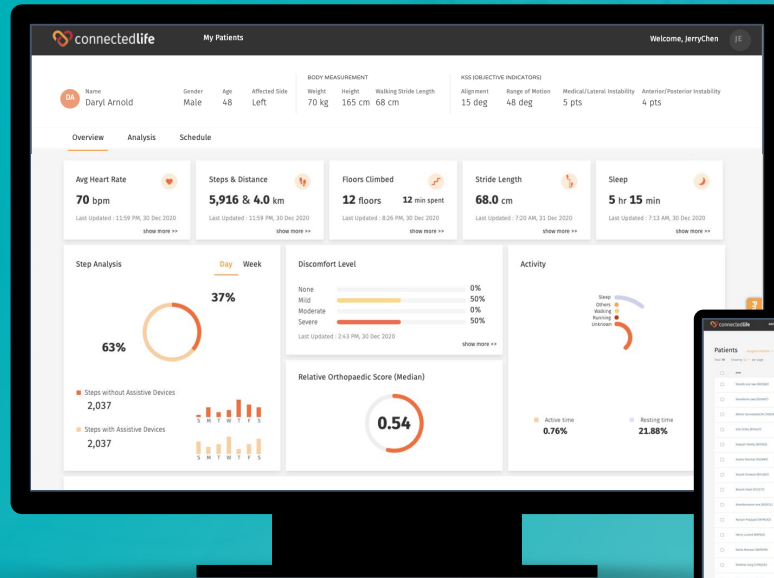 connectedlife My Patients Welcome, JerryChen JE
BODY MEASUREMENT KSS (OBJECTIVE INDICATORS)
DA Name Gender Age Affected Side Weight Height Walking Stride Length Alignment Range of Motion Medical/Lateral Instability Anterior/Posterior Instability
Daryl Arnold Male 48 Left 70 kg 165 cm 68 cm 15 deg 48 deg 5 pts 4 pts
Overview Analysis Schedule
Avg Heart Rate Steps & Distance Floors Climbed Stride Length Sleep
70 bpm 5,916 & 4.0 km 12 floors 12 min spent 68.0 cm 5 hr 15 min
Last Updated : 11:59 PM, 30 Dec 2020 Last Updated : 11:59 PM, 30 Dec 2020 Last Updated : 8:26 PM, 30 Dec 2020 Last Updated : 7:20 AM, 31 Dec 2020 Last Updated : 7:13 AM, 30 Dec 2020
show more >> show more >> show more >> show more >> show more >>
Step Analysis Day Week
37%
63%
Steps without Assistive Devices
2,037
S M T W T F S
Steps with Assistive Devices
2,037
S M T W T F S
Discomfort Level
None 0%
Mild 50%
Moderate 0%
Severe 50%
Last Updated : 2:43 PM, 30 Dec 2020
show more >>
Relative Orthopaedic Score (Median)
0.54
Activity
Sleep
Others
Walking
Running
Unknown
Active time Resting time
0.76% 21.88%
connectedlife
Patients